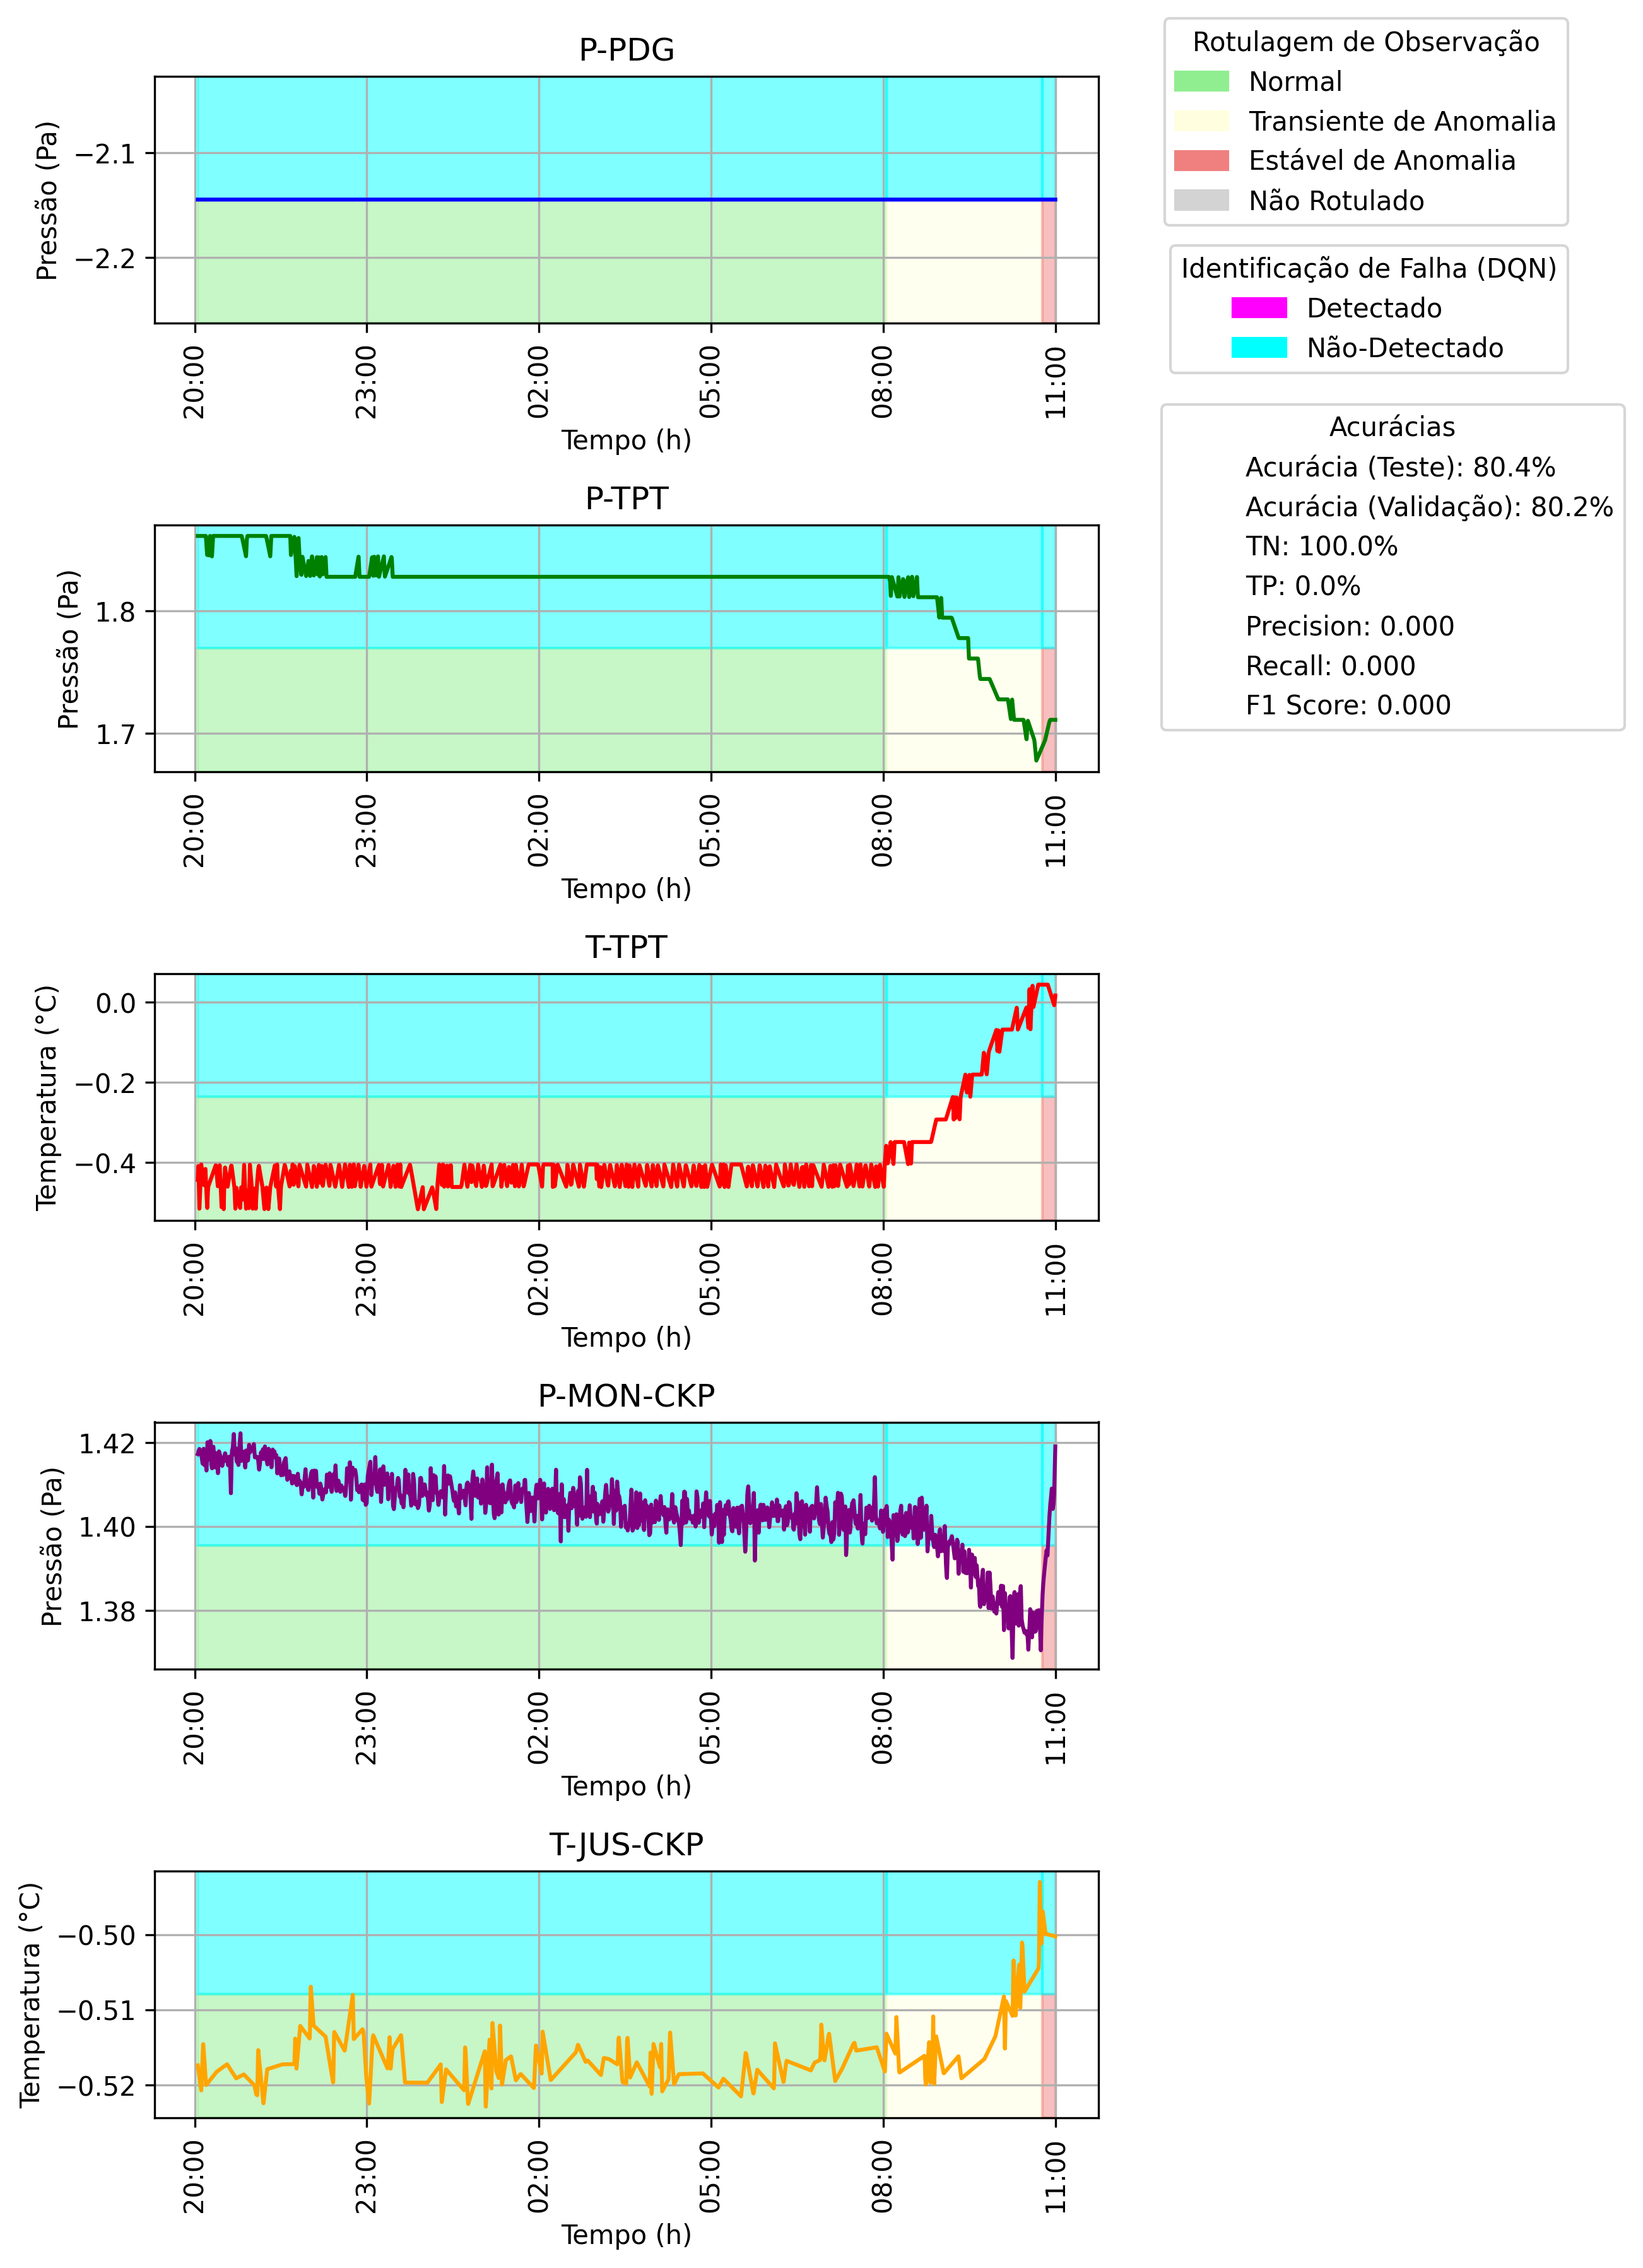 P-PDG
Pressão (Pa)
−2.1
−2.2
20:00
23:00
02:00
05:00
08:00
11:00
Tempo (h)
P-TPT
Pressão (Pa)
1.8
1.7
20:00
23:00
02:00
05:00
08:00
11:00
Tempo (h)
T-TPT
Temperatura (°C)
0.0
−0.2
−0.4
20:00
23:00
02:00
05:00
08:00
11:00
Tempo (h)
P-MON-CKP
Pressão (Pa)
1.42
1.40
1.38
20:00
23:00
02:00
05:00
08:00
11:00
Tempo (h)
T-JUS-CKP
Temperatura (°C)
−0.50
−0.51
−0.52
20:00
23:00
02:00
05:00
08:00
11:00
Tempo (h)
Rotulagem de Observação
Normal
Transiente de Anomalia
Estável de Anomalia
Não Rotulado
Identificação de Falha (DQN)
Detectado
Não-Detectado
Acurácias
Acurácia (Teste): 80.4%
Acurácia (Validação): 80.2%
TN: 100.0%
TP: 0.0%
Precision: 0.000
Recall: 0.000
F1 Score: 0.000